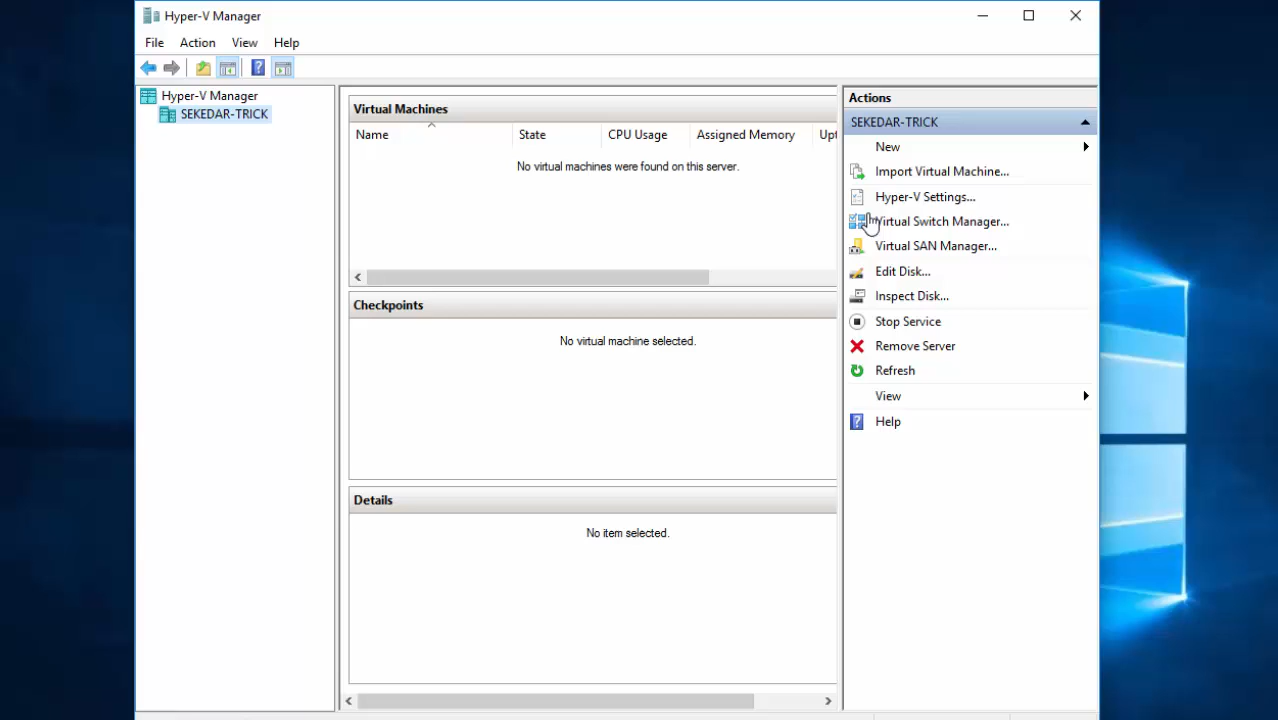 Hyper-V Manager
File Action View Help
Hyper-V Manager
SEKEDAR-TRICK
Virtual Machines
Name State CPU Usage Assigned Memory Upt
No virtual machines were found on this server.
Checkpoints
No virtual machine selected.
Details
No item selected.
Actions
SEKEDAR-TRICK
New
Import Virtual Machine...
Hyper-V Settings...
Virtual Switch Manager...
Virtual SAN Manager...
Edit Disk...
Inspect Disk...
Stop Service
Remove Server
Refresh
View
Help